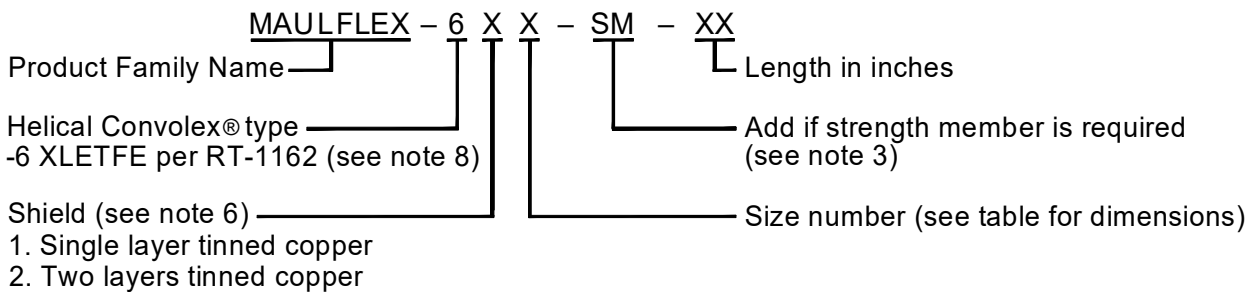 MAULFLEX – 6 X X – SM – XX
Product Family Name
Length in inches
Helical Convolex® type
-6 XLETFE per RT-1162 (see note 8)
Add if strength member is required
(see note 3)
Shield (see note 6)
1. Single layer tinned copper
2. Two layers tinned copper
Size number (see table for dimensions)